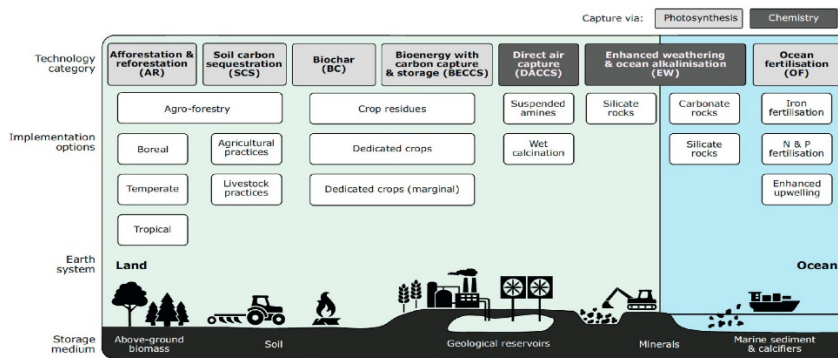 Capture via: Photosynthesis Chemistry
Technology category
Afforestation & reforestation (AR)
Soil carbon sequestration (SCS)
Biochar (BC)
Bioenergy with carbon capture & storage (BECCS)
Direct air capture (DACCS)
Enhanced weathering & ocean alkalinisation (EW)
Ocean fertilisation (OF)
Implementation options
Agro-forestry
Crop residues
Suspended amines
Silicate rocks
Carbonate rocks
Iron fertilisation
Boreal
Agricultural practices
Dedicated crops
Wet calcination
Silicate rocks
N & P fertilisation
Temperate
Livestock practices
Dedicated crops (marginal)
Enhanced upwelling
Tropical
Earth system
Land
Ocean
Storage medium
Above-ground biomass
Soil
Geological reservoirs
Minerals
Marine sediment & calcifiers